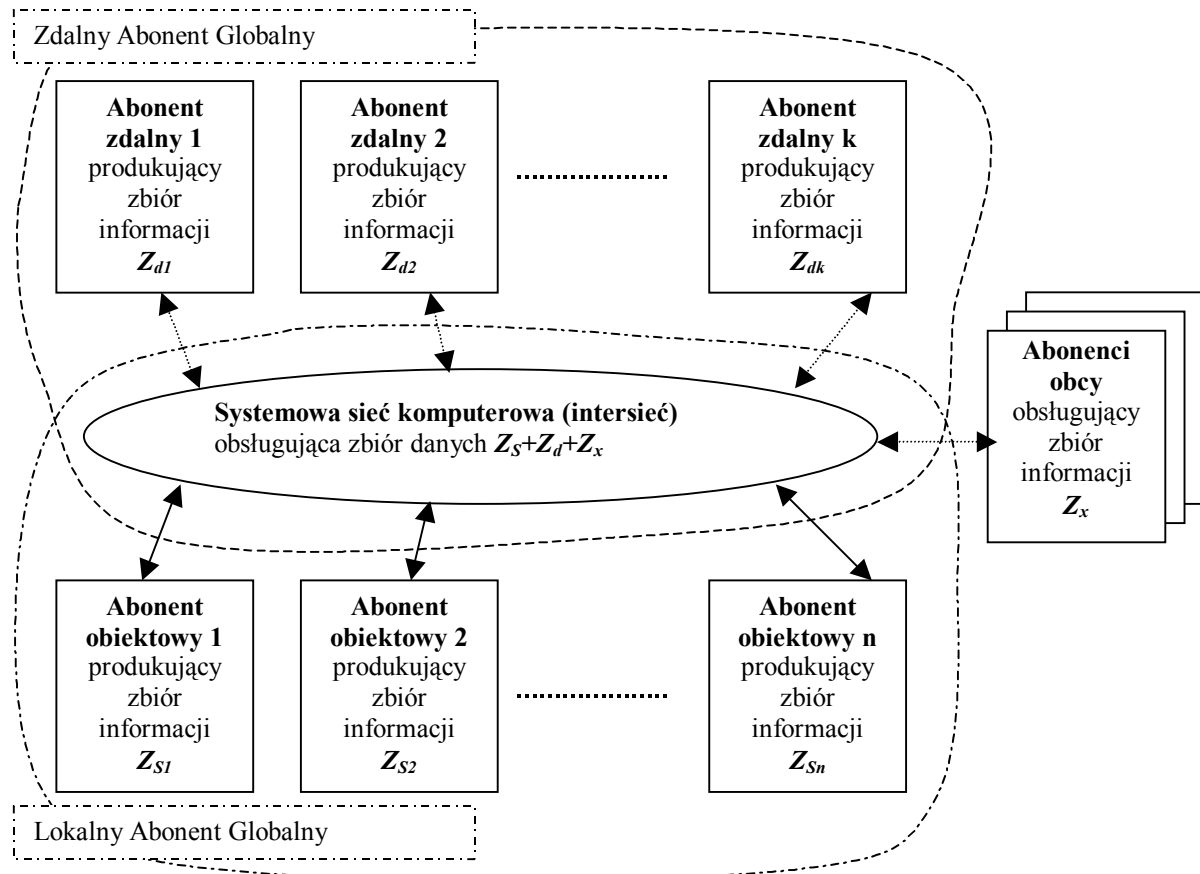 Zdalny Abonent Globalny
Abonent
zdalny 1
produkujący
zbiór
informacji
Zd1
Abonent
zdalny 2
produkujący
zbiór
informacji
Zd2
Abonent
zdalny k
produkujący
zbiór
informacji
Zdk
Abonenci
obcy
obsługujący
zbiór
informacji
Zx
Systemowa sieć komputerowa (intersieć)
obsługująca zbiór danych ZS+Zd+Zx
Abonent
obiektowy 1
produkujący
zbiór
informacji
ZS1
Abonent
obiektowy 2
produkujący
zbiór
informacji
ZS2
Abonent
obiektowy n
produkujący
zbiór
informacji
ZSn
Lokalny Abonent Globalny